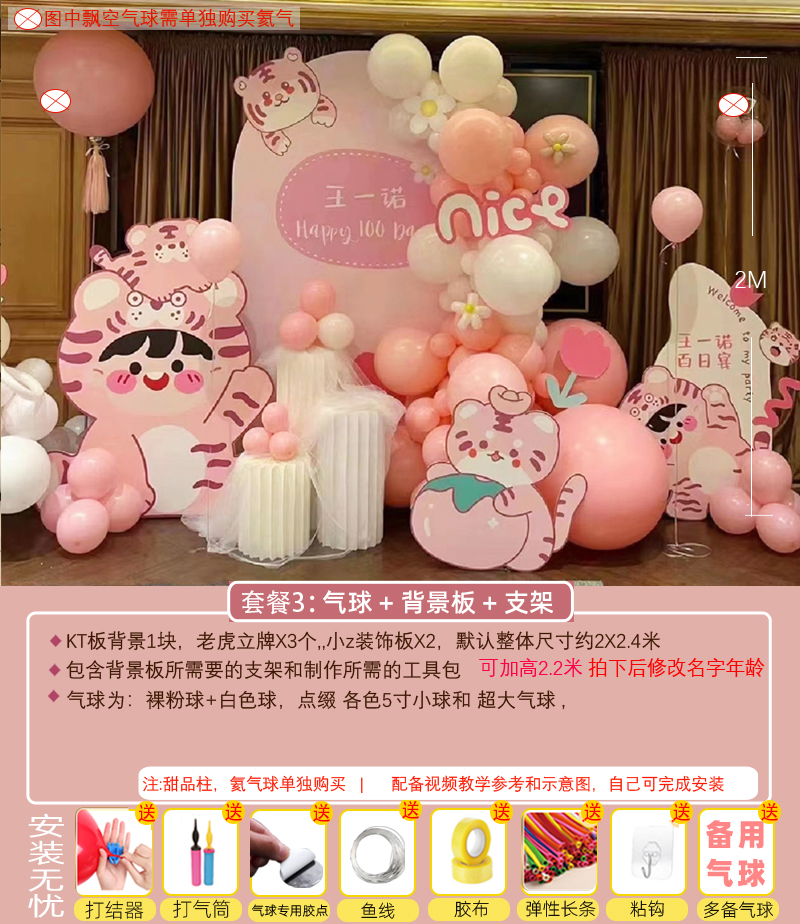 图中飘空气球需单独购买氦气
王一诺
Happy 100 Da
nice
2M
Welcome to my party
王一诺
百日宴
套餐3：气球 + 背景板 + 支架
KT板背景1块，老虎立牌X3个,,小z装饰板X2，默认整体尺寸约2X2.4米
包含背景板所需要的支架和制作所需的工具包 可加高2.2米 拍下后修改名字年龄
气球为：裸粉球+白色球，点缀 各色5寸小球和 超大气球，
注:甜品柱，氦气球单独购买 | 配备视频教学参考和示意图，自己可完成安装
安装无忧
送 送 送 送 送 送 送 送
备用
气球
打结器 打气筒 气球专用胶点 鱼线 胶布 弹性长条 粘钩 多备气球